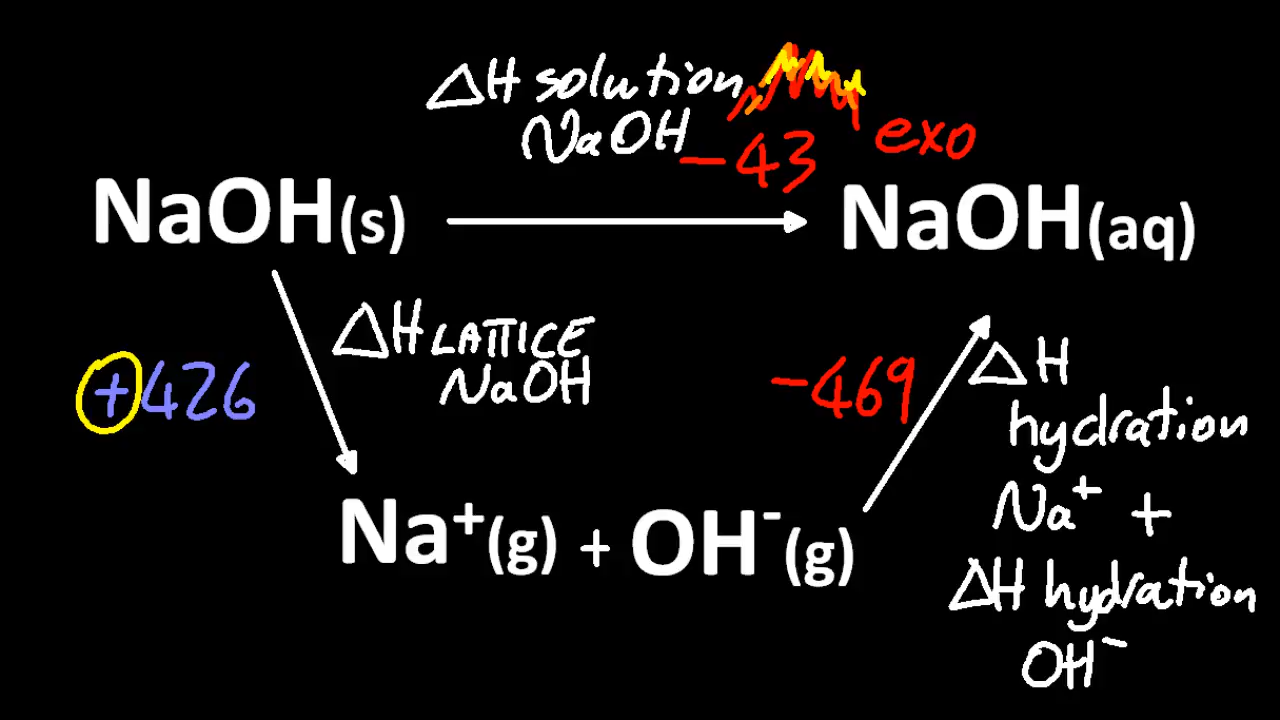 ΔH solution
NaOH
-43
exo
NaOH(s)
NaOH(aq)
ΔH LATTICE
NaOH
+426
-469
ΔH
hydration
Na⁺ +
ΔH hydration
OH⁻
Na⁺(g) + OH⁻(g)